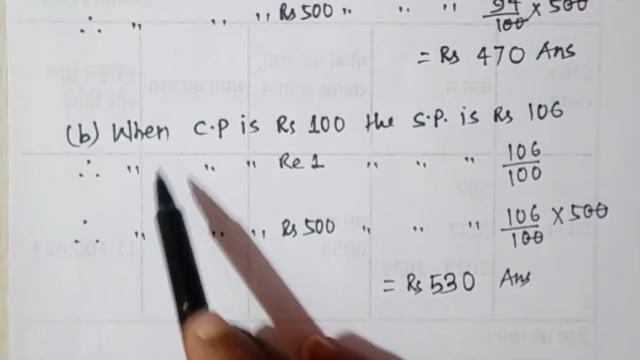 ∴ " " " Rs 500 " " " 94/100 × 500
= Rs 470 Ans
(b) When C.P is Rs 100 the S.P. is Rs 106
∴ " " " Re 1 " " " 106/100
∴ " " " Rs 500 " " " 106/100 × 500
= Rs 530 Ans